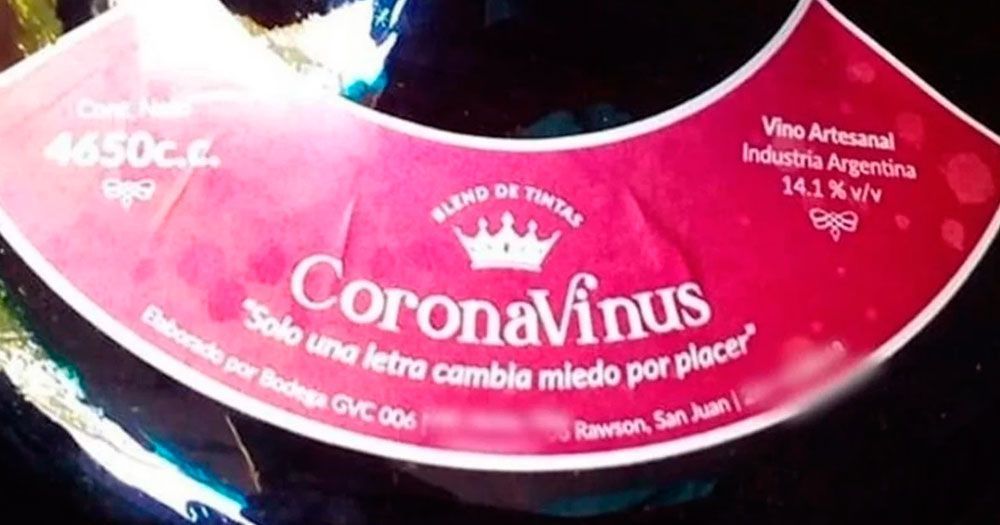 Cont. Neto
4650c.c.
Vino Artesanal
Industria Argentina
14.1 % v/v
BLEND DE TINTAS
CoronaVinus
"Solo una letra cambia miedo por placer"
Elaborado por Bodega GVC 006 | Rawson, San Juan |